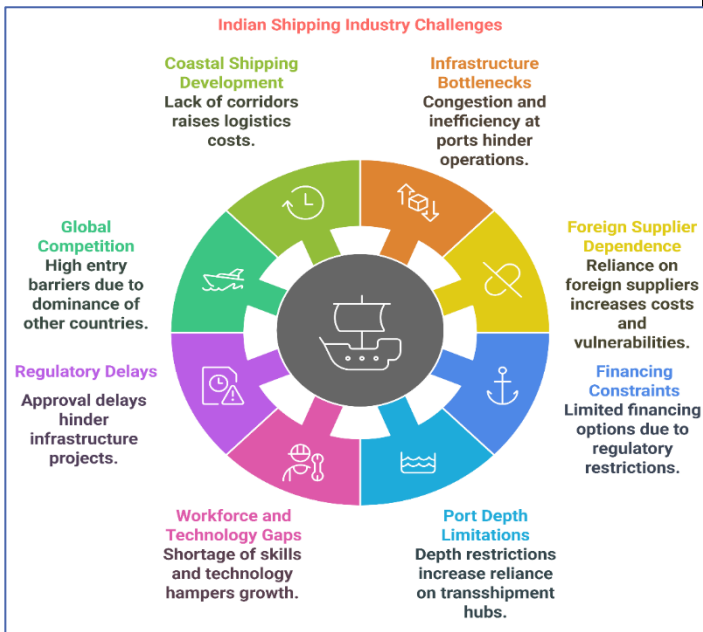 Indian Shipping Industry Challenges
Coastal Shipping
Development
Lack of corridors
raises logistics
costs.
Infrastructure
Bottlenecks
Congestion and
inefficiency at
ports hinder
operations.
Global
Competition
High entry
barriers due to
dominance of
other countries.
Foreign Supplier
Dependence
Reliance on
foreign suppliers
increases costs
and
vulnerabilities.
Regulatory Delays
Approval delays
hinder
infrastructure
projects.
Financing
Constraints
Limited financing
options due to
regulatory
restrictions.
Workforce and
Technology Gaps
Shortage of skills
and technology
hampers growth.
Port Depth
Limitations
Depth restrictions
increase reliance
on transshipment
hubs.